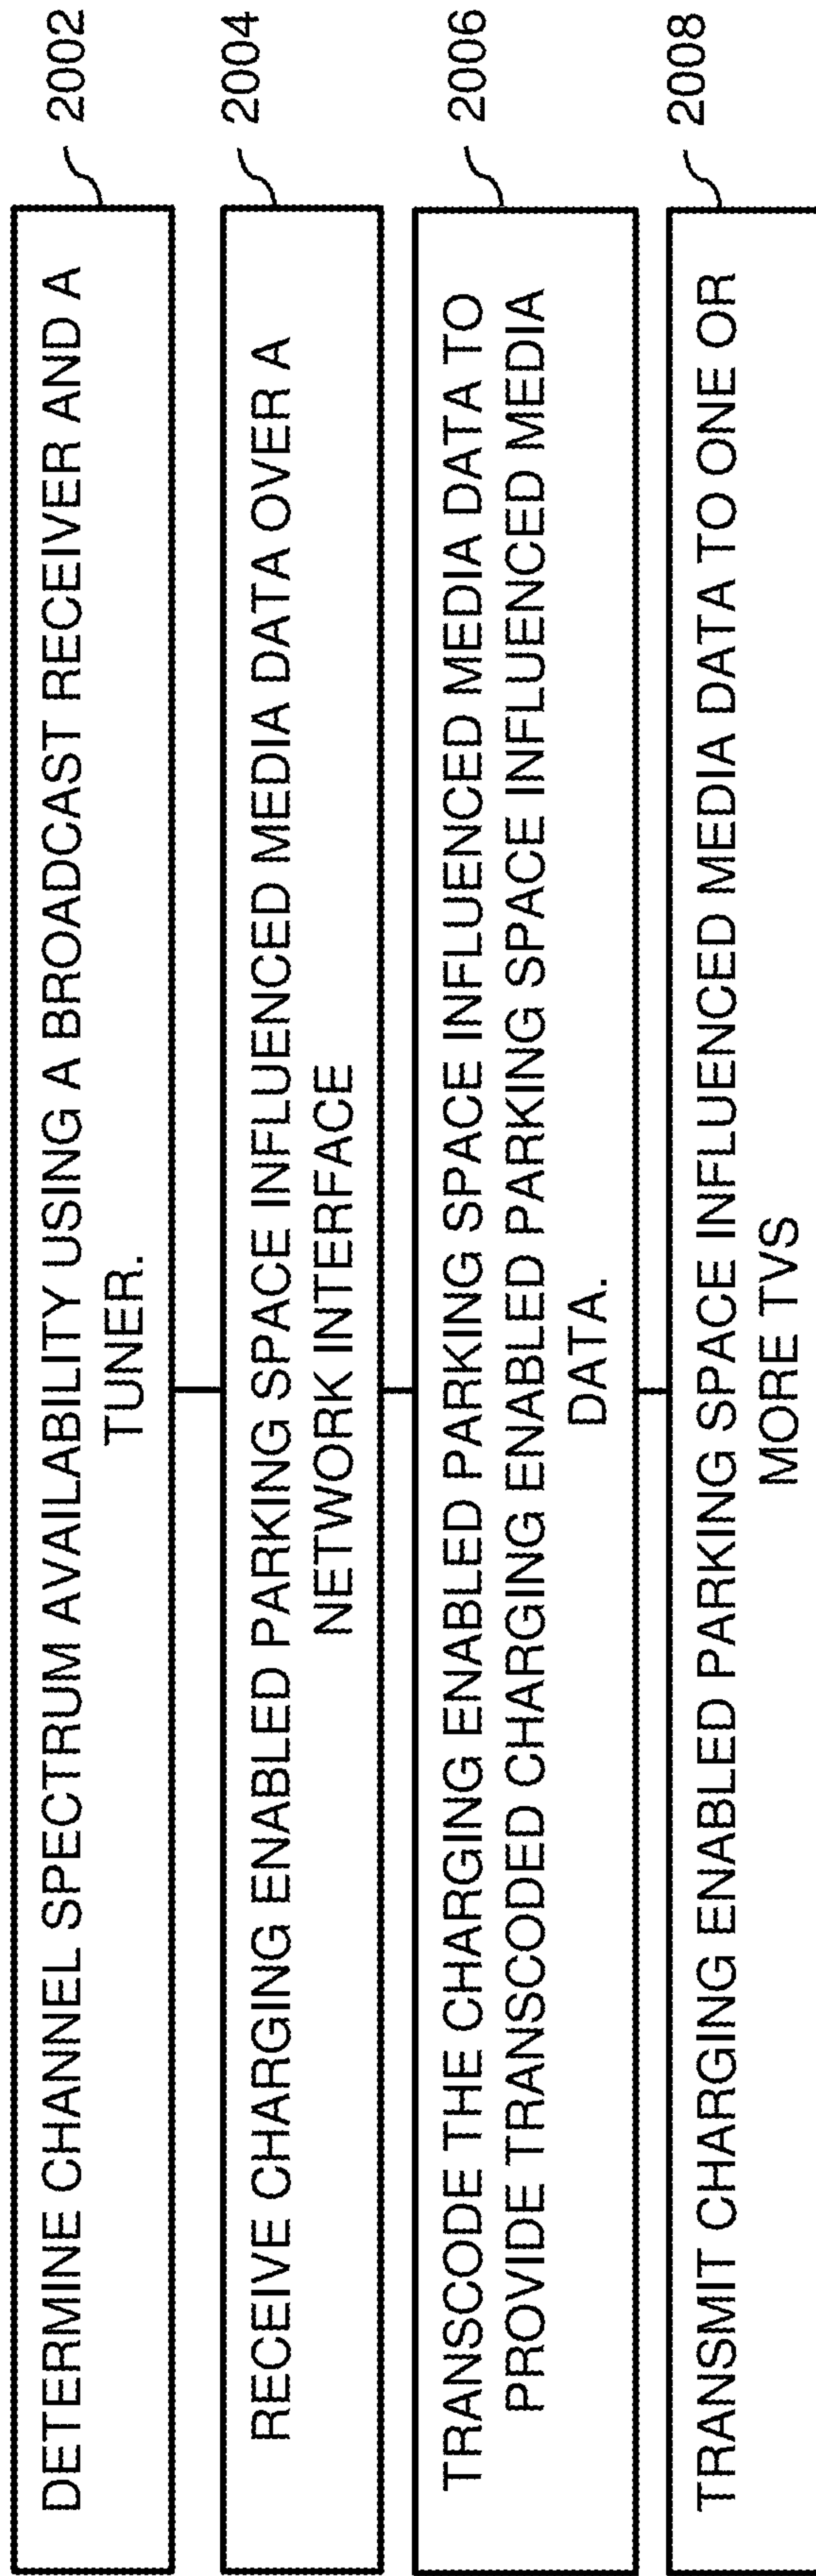 DETERMINE CHANNEL SPECTRUM AVAILABILITY USING A BROADCAST RECEIVER AND A
TUNER.
2002
RECEIVE CHARGING ENABLED PARKING SPACE INFLUENCED MEDIA DATA OVER A
NETWORK INTERFACE
2004
TRANSCODE THE CHARGING ENABLED PARKING SPACE INFLUENCED MEDIA DATA TO
PROVIDE TRANSCODED CHARGING ENABLED PARKING SPACE INFLUENCED MEDIA
DATA.
2006
TRANSMIT CHARGING ENABLED PARKING SPACE INFLUENCED MEDIA DATA TO ONE OR
MORE TVS
2008